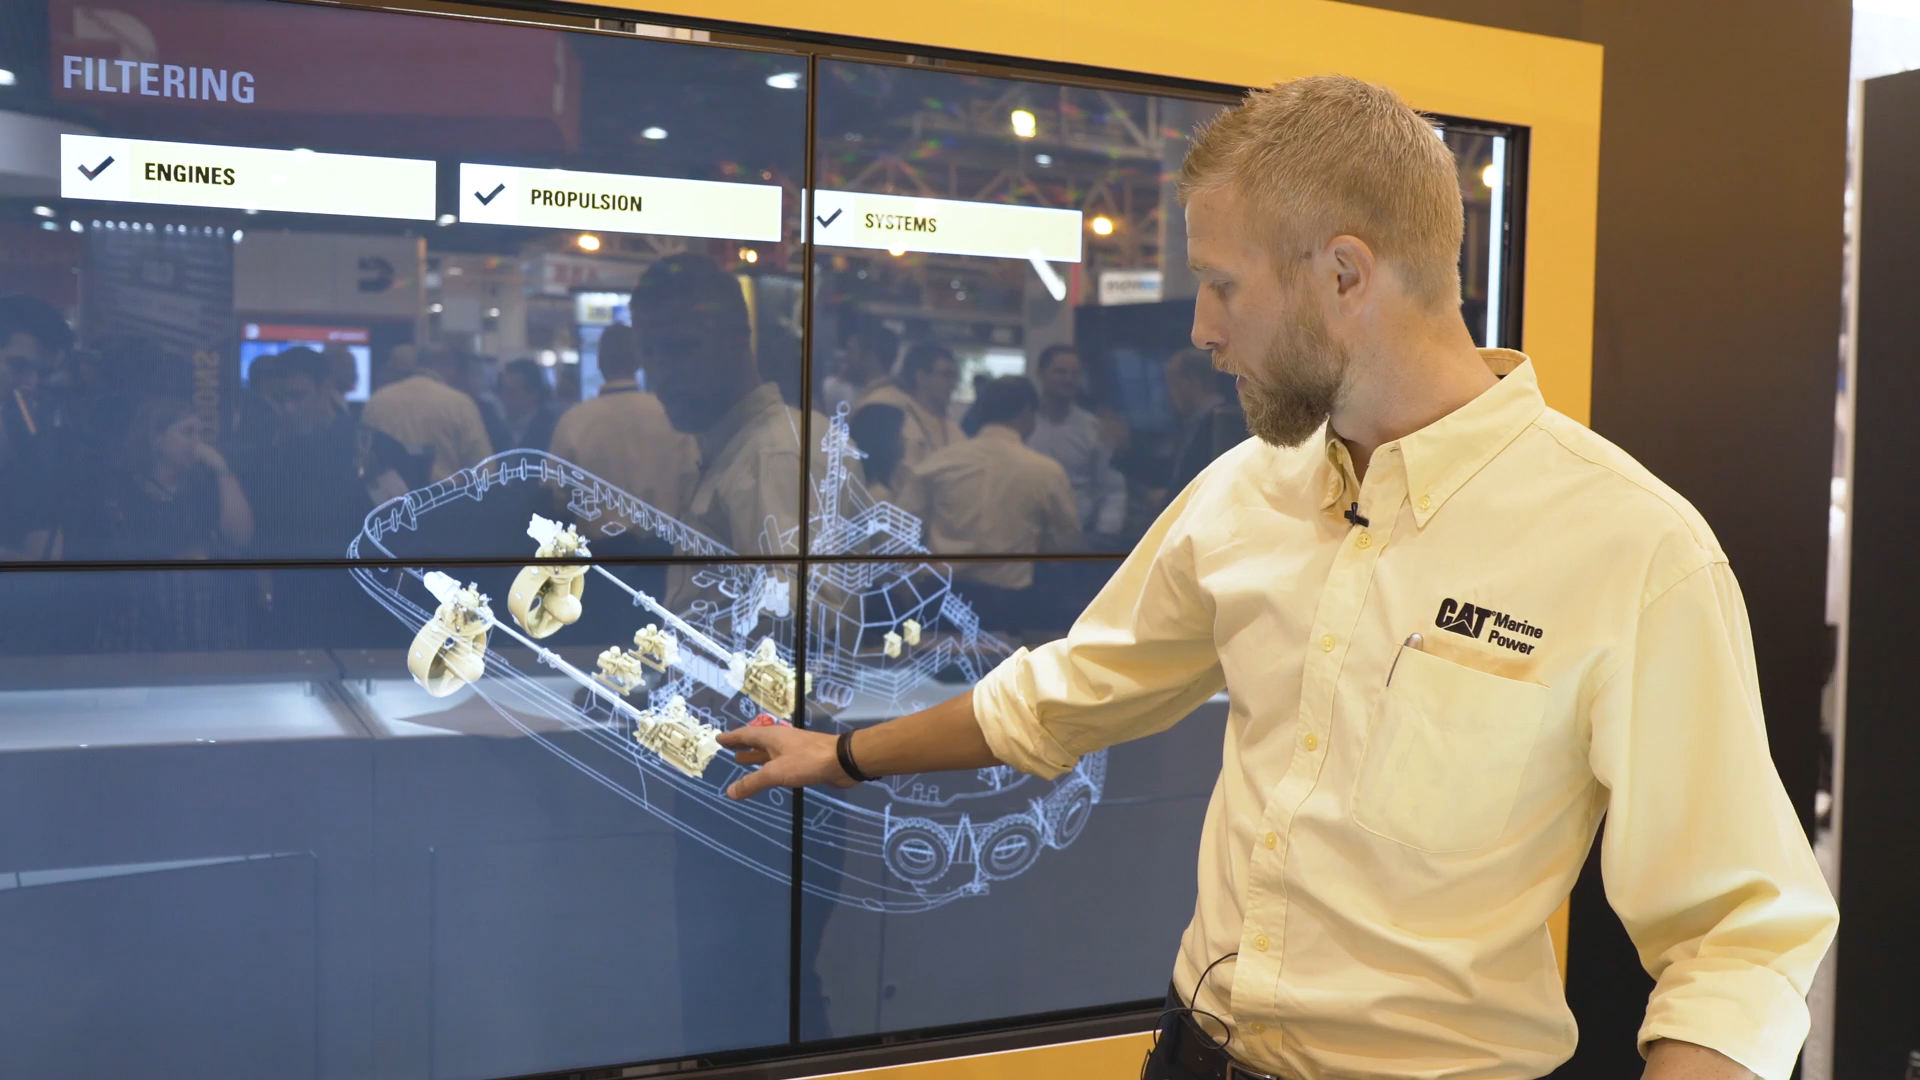 FILTERING
ENGINES
PROPULSION
SYSTEMS
CAT Marine
Power